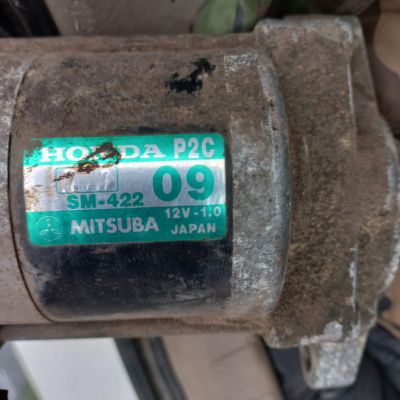 HONDA P2C
SM-422 09
12V-1.0
MITSUBA JAPAN